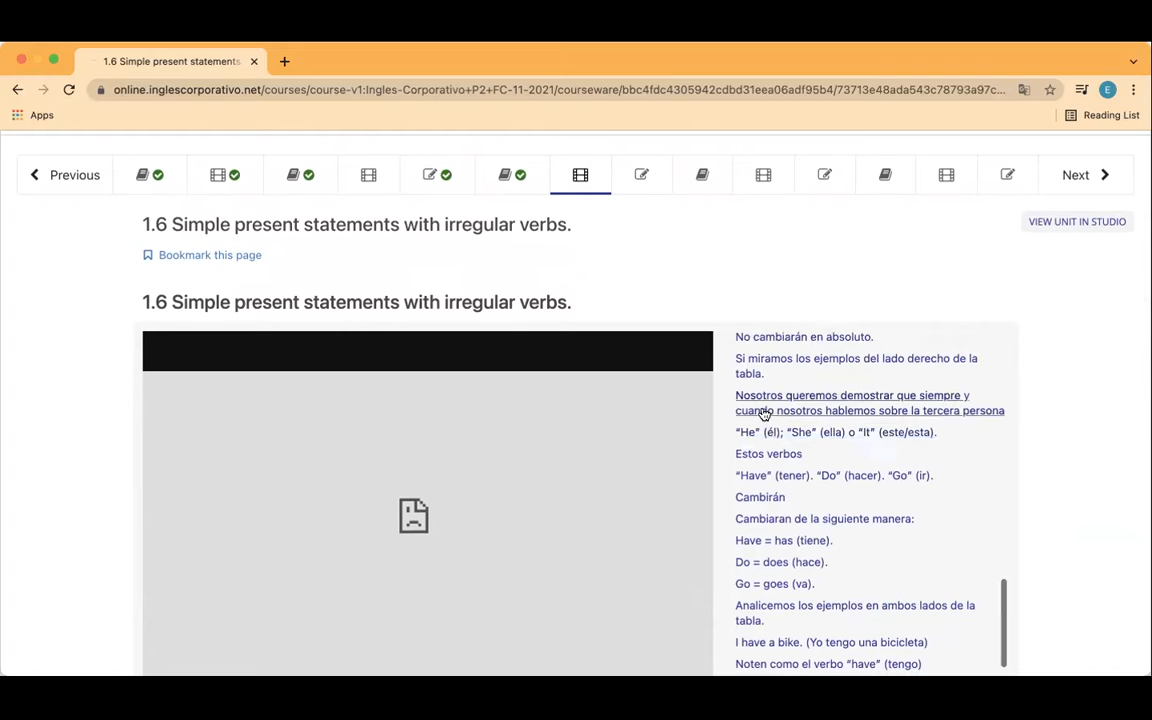 1.6 Simple present statements
online.inglescorporativo.net/courses/course-v1:Ingles-Corporativo+P2+FC-11-2021/courseware/bbc4fdc4305942cdbd31eea06adf95b4/73713e48ada543c78793a97c...
E
Apps
Reading List
Previous
Next
1.6 Simple present statements with irregular verbs.
VIEW UNIT IN STUDIO
Bookmark this page
1.6 Simple present statements with irregular verbs.
No cambiarán en absoluto.
Si miramos los ejemplos del lado derecho de la
tabla.
Nosotros queremos demostrar que siempre y
cuando nosotros hablemos sobre la tercera persona
“He” (él); “She” (ella) o “It” (este/esta).
Estos verbos
“Have” (tener). “Do” (hacer). “Go” (ir).
Cambirán
Cambiaran de la siguiente manera:
Have = has (tiene).
Do = does (hace).
Go = goes (va).
Analicemos los ejemplos en ambos lados de la
tabla.
I have a bike. (Yo tengo una bicicleta)
Noten como el verbo “have” (tengo)